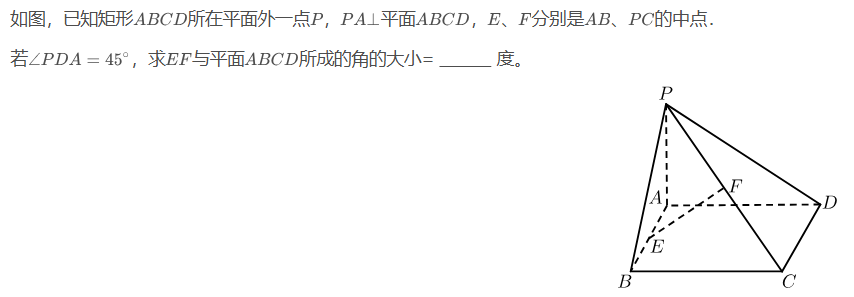 如图，已知矩形ABCD所在平面外一点P，PA⊥平面ABCD，E、F分别是AB、PC的中点.
若∠PDA = 45°，求EF与平面ABCD所成的角的大小= ______ 度。
P
F
A
D
E
B
C